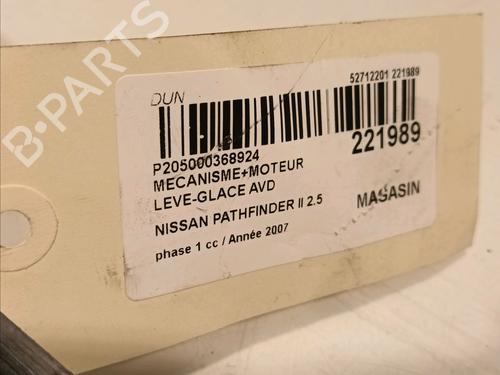 B-PARTS
52712201 221989
DUN
P205000368924
221989
MECANISME+MOTEUR
LEVE-GLACE AVD
MAGASIN
NISSAN PATHFINDER II 2.5
phase 1 cc / Année 2007